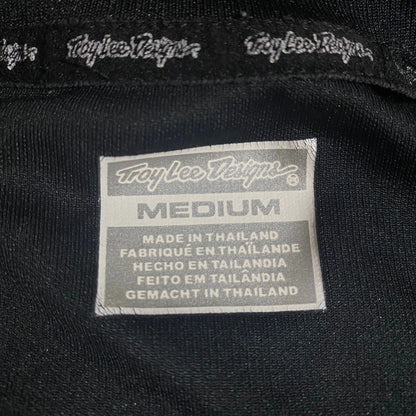 Troy Lee Designs Troy Lee Designs
Troy Lee Designs®
MEDIUM
MADE IN THAILAND
FABRIQUÉ EN THAÏLANDE
HECHO EN TAILANDIA
FEITO EM TAILÂNDIA
GEMACHT IN THAILAND